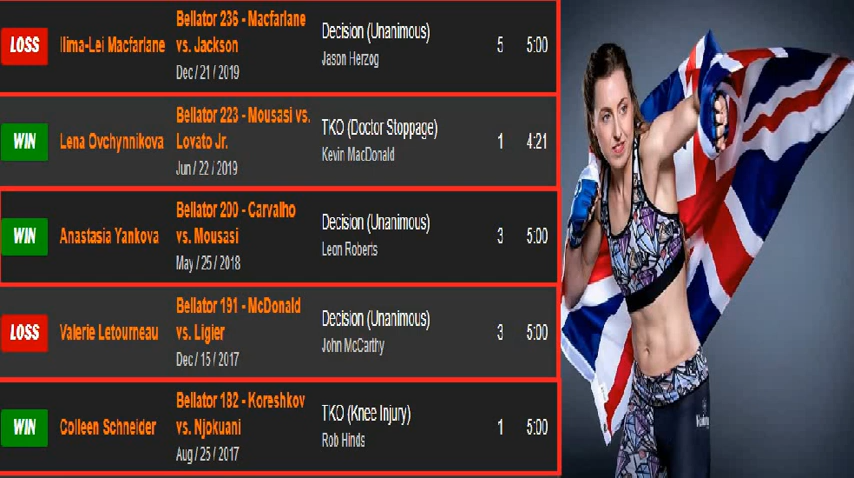 LOSS
Ilima-Lei Macfarlane
Bellator 236 - Macfarlane
vs. Jackson
Dec / 21 / 2019
Decision (Unanimous)
Jason Herzog
5
5:00
WIN
Lena Ovchynnikova
Bellator 223 - Mousasi vs.
Lovato Jr.
Jun / 22 / 2019
TKO (Doctor Stoppage)
Kevin MacDonald
1
4:21
WIN
Anastasia Yankova
Bellator 200 - Carvalho
vs. Mousasi
May / 25 / 2018
Decision (Unanimous)
Leon Roberts
3
5:00
LOSS
Valerie Letourneau
Bellator 191 - McDonald
vs. Ligier
Dec / 15 / 2017
Decision (Unanimous)
John McCarthy
3
5:00
WIN
Colleen Schneider
Bellator 182 - Koreshkov
vs. Njokuani
Aug / 25 / 2017
TKO (Knee Injury)
Rob Hinds
1
5:00